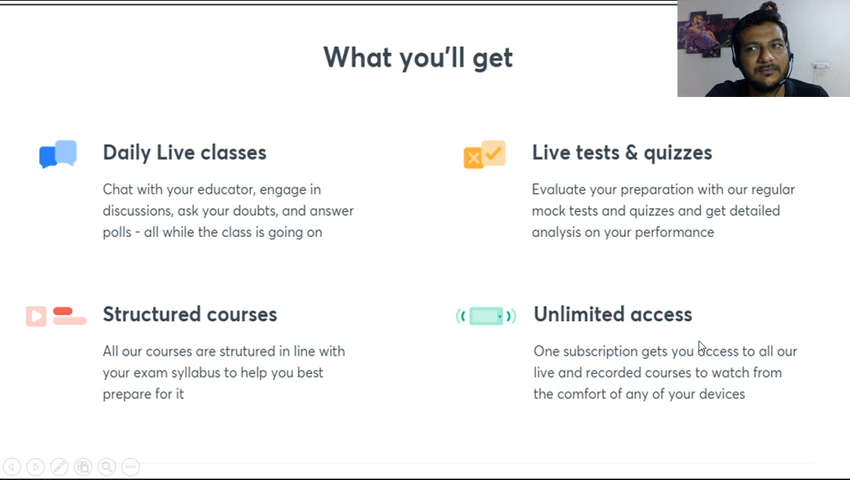 What you'll get
Daily Live classes
Chat with your educator, engage in
discussions, ask your doubts, and answer
polls - all while the class is going on
Live tests & quizzes
Evaluate your preparation with our regular
mock tests and quizzes and get detailed
analysis on your performance
Structured courses
All our courses are strutured in line with
your exam syllabus to help you best
prepare for it
Unlimited access
One subscription gets you access to all our
live and recorded courses to watch from
the comfort of any of your devices